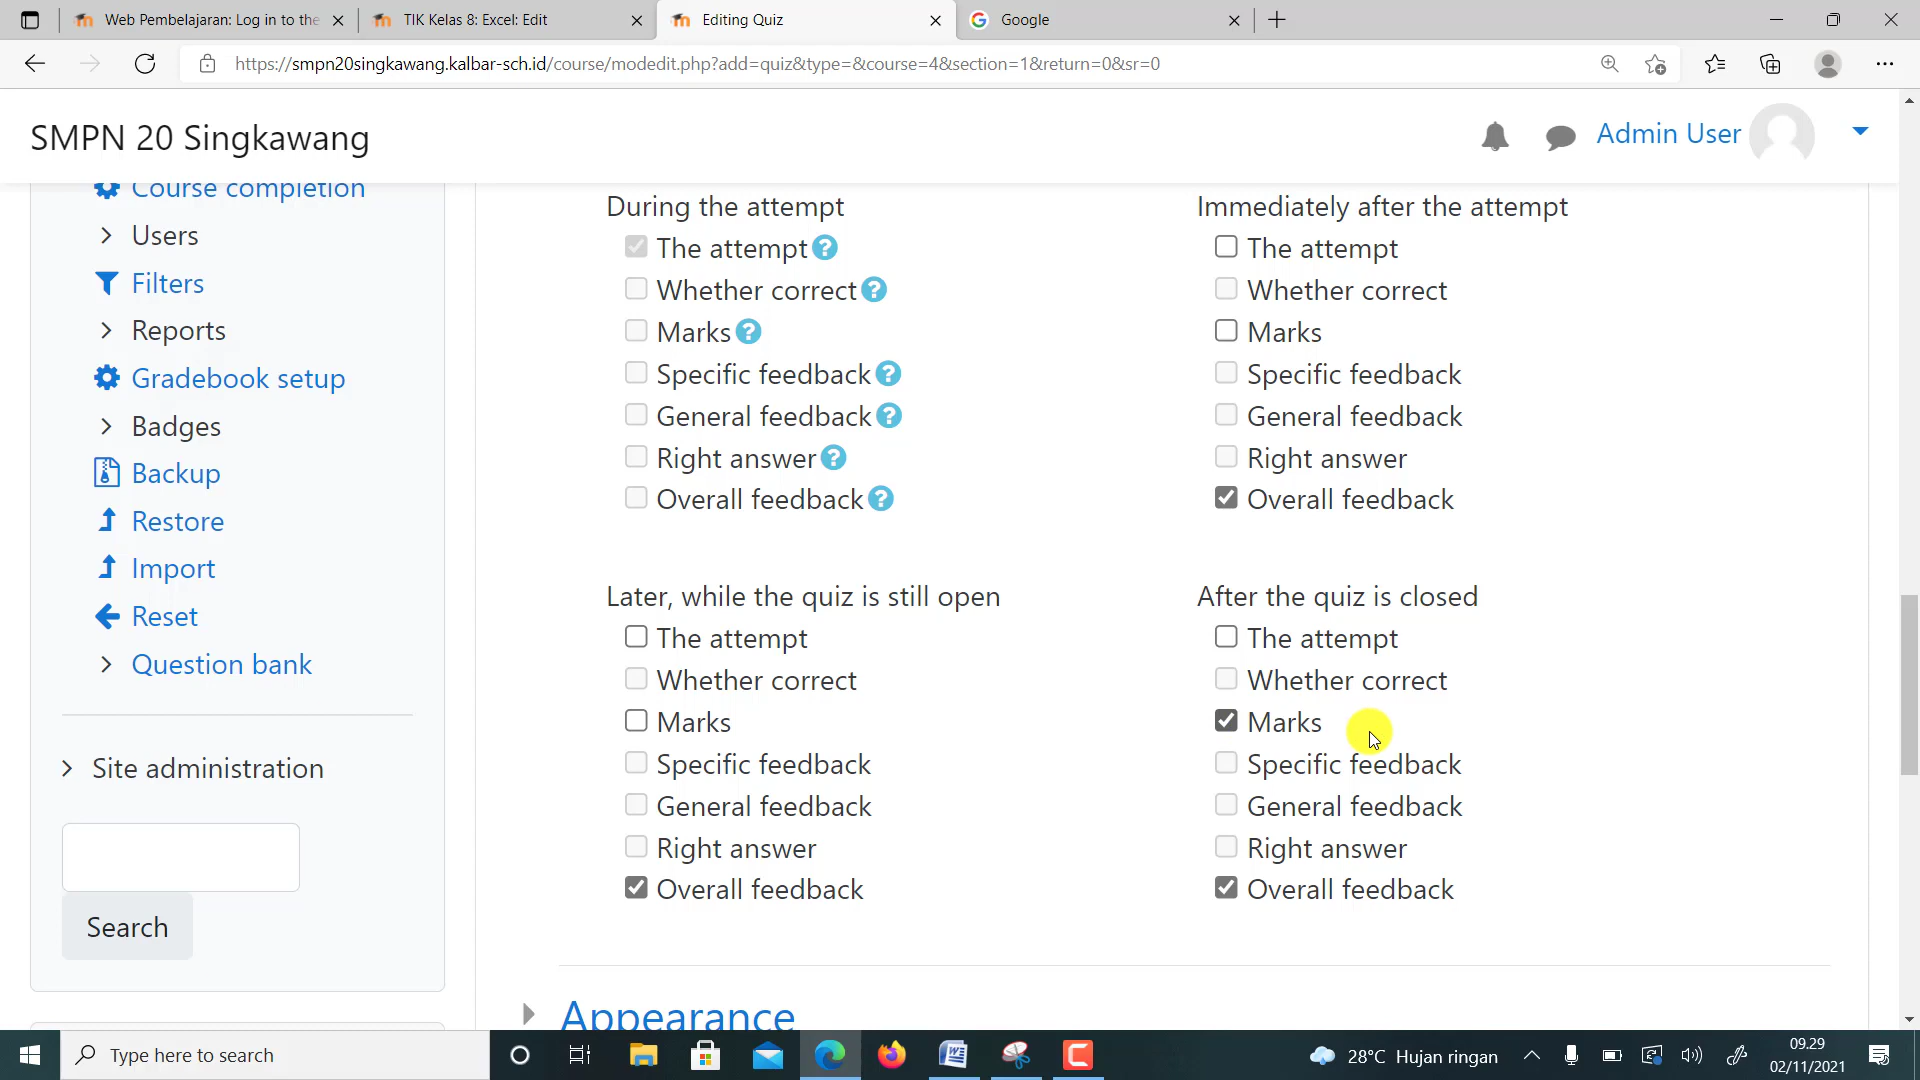 Web Pembelajaran: Log in to the
TIK Kelas 8: Excel: Edit
Editing Quiz
Google
https://smpn20singkawang.kalbar-sch.id/course/modedit.php?add=quiz&type=&course=4&section=1&return=0&sr=0
SMPN 20 Singkawang
Admin User
Course completion
Users
Filters
Reports
Gradebook setup
Badges
Backup
Restore
Import
Reset
Question bank
Site administration
Search
During the attempt
The attempt
Whether correct
Marks
Specific feedback
General feedback
Right answer
Overall feedback
Immediately after the attempt
The attempt
Whether correct
Marks
Specific feedback
General feedback
Right answer
Overall feedback
Later, while the quiz is still open
The attempt
Whether correct
Marks
Specific feedback
General feedback
Right answer
Overall feedback
After the quiz is closed
The attempt
Whether correct
Marks
Specific feedback
General feedback
Right answer
Overall feedback
Appearance
Type here to search
28°C Hujan ringan
09.29
02/11/2021